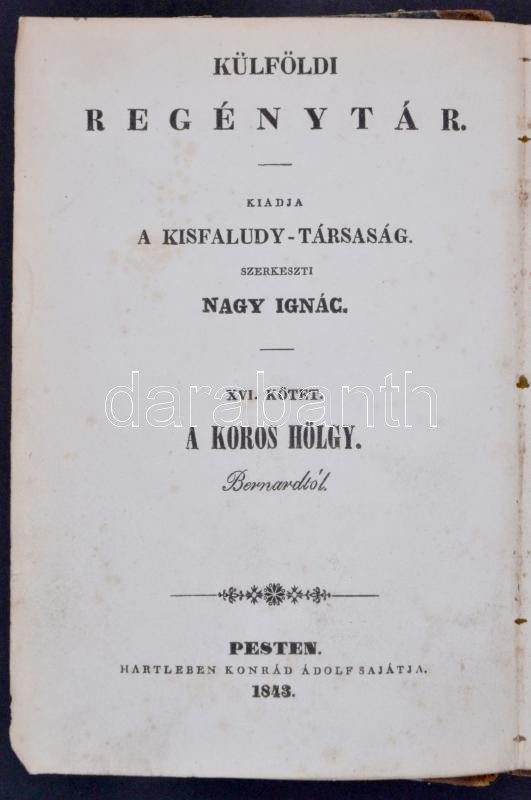 KÜLFÖLDI
REGÉNYTÁR.
KIADJA
A KISFALUDY-TÁRSASÁG.
SZERKESZTI
NAGY IGNÁC.
XVI. KÖTET.
darabanth
A KOROS HÖLGY.
Bernardtól.
PESTEN.
HARTLEBEN KONRÁD ÁDOLF SAJÁTJA.
1843.